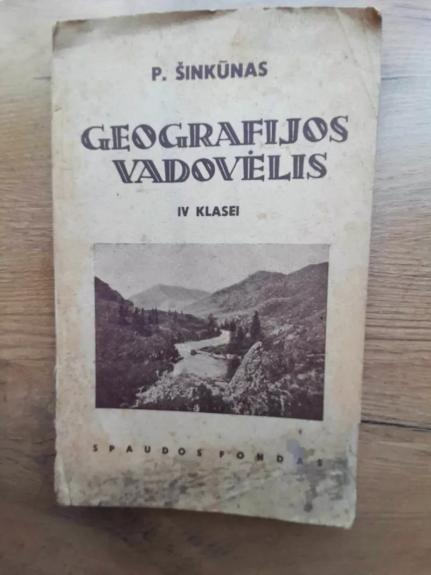 P. ŠINKŪNAS
GEOGRAFIJOS
VADOVĖLIS
IV KLASEI
SPAUDOS FONDAS